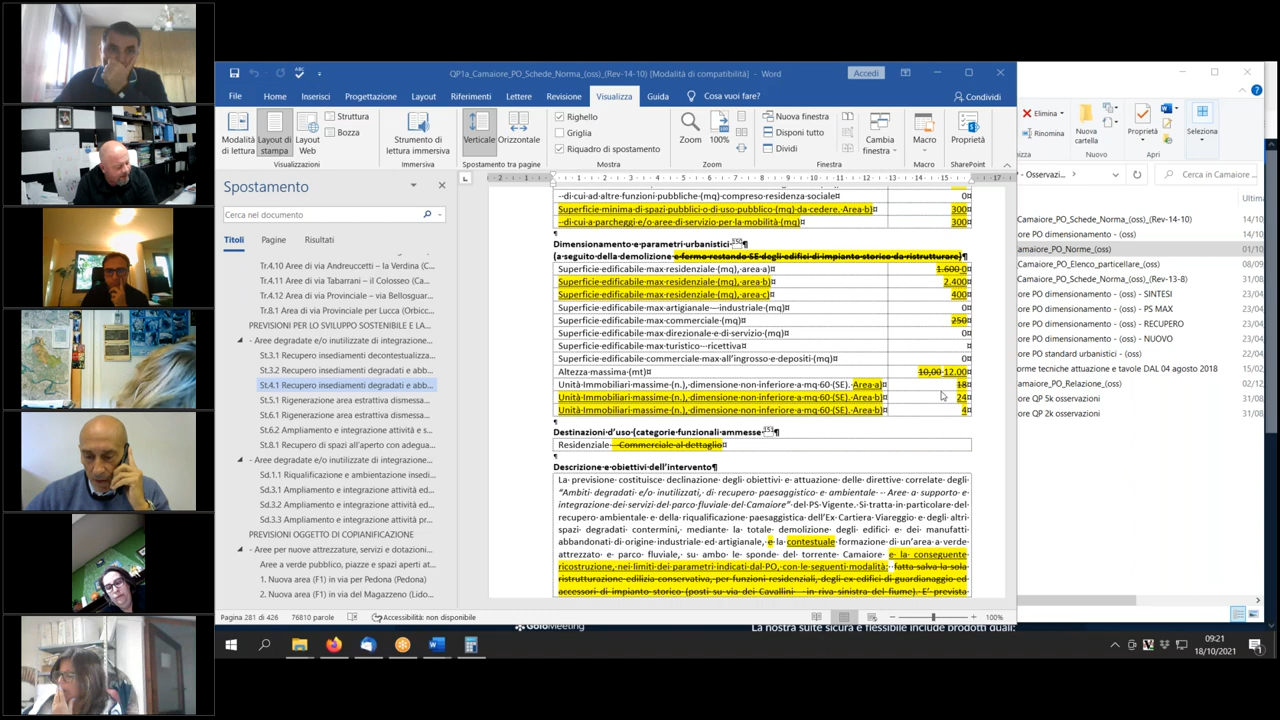 QP1a_Camaiore_PO_Schede_Norma_(oss)_(Rev-14-10) [Modalità di compatibilità] - Word
Accedi
File Home Inserisci Progettazione Layout Riferimenti Lettere Revisione Visualizza Guida Cosa vuoi fare? Condividi
Modalità di lettura
Layout di stampa
Layout Web
Struttura
Bozza
Visualizzazioni
Strumento di lettura immersiva
Immersiva
Verticale Orizzontale
Spostamento tra pagine
Righello
Griglia
Riquadro di spostamento
Mostra
Zoom 100%
Zoom
Nuova finestra
Disponi tutto
Dividi
Cambia finestra
Finestra
Macro
Macro
Proprietà
SharePoint
Elimina
Rinomina
Nuova cartella
Nuovo
Proprietà
Apri
Seleziona
Spostamento
Cerca nel documento
Titoli Pagine Risultati
Tr.4.10 Aree di via Andreuccetti – la Verdina (C...
Tr.4.11 Aree di via Tabarrani – il Colosseo (Ca...
Tr.4.12 Aree di via Provinciale – via Bellosguar...
Tr.8.1 Area di via Provinciale per Lucca (Orbicc...
PREVISIONI PER LO SVILUPPO SOSTENIBILE E LA...
- Aree degradate e/o inutilizzate di integrazione...
St.3.1 Recupero insediamenti decontestualizza...
St.3.2 Recupero insediamenti degradati e abb...
St.4.1 Recupero insediamenti degradati e abb...
St.5.1 Rigenerazione area estrattiva dismessa...
St.6.1 Rigenerazione area estrattiva dismessa...
St.6.2 Ampliamento e integrazione attività e s...
St.8.1 Recupero di spazi all'aperto con adegua...
- Aree degradate e/o inutilizzate di integrazione...
Sd.1.1 Riqualificazione e ambientazione insedi...
Sd.3.1 Ampliamento e integrazione attività ed...
Sd.3.2 Ampliamento e integrazione attività ed...
Sd.3.3 Ampliamento e integrazione attività ed...
PREVISIONI OGGETTO DI COPIANIFICAZIONE
- Aree per nuove attrezzature, servizi e dotazioni...
Aree a verde pubblico, piazze e spazi aperti at...
1. Nuova area (F1) in via per Pedona (Pedona)
2. Nuova area (F1) in via del Magazzeno (Lido...
- di cui ad altre funzioni pubbliche (mq) compreso residenza sociale 0
Superficie minima di spazi pubblici o di uso pubblico (mq) da cedere. Area b) 300
- di cui a parcheggi e/o aree di servizio per la mobilità (mq) 300
Dimensionamento e parametri urbanistici
(a seguito della demolizione e fermo restando SE degli edifici di impianto storico da ristrutturare)
Superficie edificabile max residenziale (mq), area a) 1.600 0
Superficie edificabile max residenziale (mq), area b) 2.400
Superficie edificabile max residenziale (mq), area c) 400
Superficie edificabile max artigianale – industriale (mq) 0
Superficie edificabile max commerciale (mq) 250
Superficie edificabile max direzionale e di servizio (mq) 0
Superficie edificabile max turistico - ricettiva
Superficie edificabile commerciale max all'ingrosso e depositi (mq) 0
Altezza massima (mt) 10,00 12.00
Unità Immobiliari massime (n.), dimensione non inferiore a mq 60 (SE). Area a) 18
Unità Immobiliari massime (n.), dimensione non inferiore a mq 60 (SE). Area b) 24
Unità Immobiliari massime (n.), dimensione non inferiore a mq 60 (SE). Area b) 4
Destinazioni d'uso (categorie funzionali ammesse
Residenziale - Commerciale al dettaglio
Descrizione e obiettivi dell'intervento
La previsione costituisce declinazione degli obiettivi e attuazione delle direttive correlate degli
"Ambiti degradati e/o inutilizzati, di recupero paesaggistico e ambientale - Aree a supporto e
integrazione dei servizi del parco fluviale del Camaiore" del PS Vigente. Si tratta in particolare del
recupero ambientale e della riqualificazione paesaggistica dell'Ex Cartiera Viareggio e degli altri
spazi degradati contermini, mediante la totale demolizione degli edifici e dei manufatti
abbandonati di origine industriale ed artigianale, e la contestuale formazione di un'area a verde
attrezzato e parco fluviale, su ambo le sponde del torrente Camaiore e la conseguente
ricostruzione, nei limiti dei parametri indicati dal PO, con le seguenti modalità: fatta salva la sola
ristrutturazione edilizia conservativa, per funzioni residenziali, degli ex edifici di guardianaggio ed
accessori di impianto storico (posti su via dei Cavallini - in riva sinistra del fiume). E' prevista
- Osservazi...
Cerca in Camaiore ...
Camaiore_PO_Schede_Norma_(oss)_(Rev-14-10) 14/10
PO dimensionamento - (oss) 14/10
amaiore_PO_Norme_(oss) 01/10
Camaiore_PO_Elenco_particellare_(oss) 08/09
Camaiore_PO_Schede_Norma_(oss)_(Rev-13-8) 13/09
ore PO dimensionamento - (oss) - SINTESI 23/04
ore PO dimensionamento - (oss) - PS MAX 23/04
ore PO dimensionamento - (oss) - RECUPERO 23/04
ore PO dimensionamento - (oss) - NUOVO 23/04
ore PO standard urbanistici - (oss) 31/08
orme tecniche attuazione e tavole DAL 04 agosto 2018 04/09
amaiore_PO_Relazione_(oss) 02/12
ore QP 5k osservazioni 31/08
ore QP 2k osservazioni 31/08
Pagina 281 di 426 76810 parole Accessibilità: non disponibile 100%
GoToMeeting
La nostra suite sicura e flessibile include prodotti quali:
09:21
18/10/2021